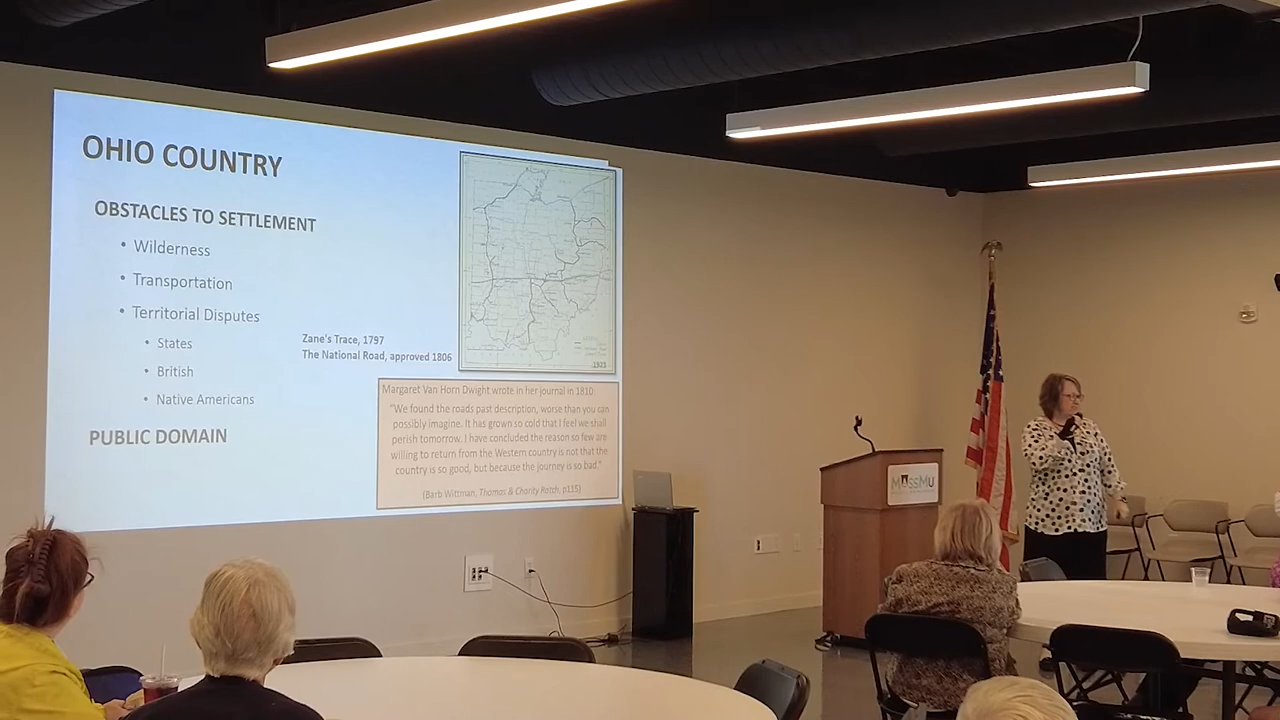 OHIO COUNTRY
OBSTACLES TO SETTLEMENT
• Wilderness
• Transportation
• Territorial Disputes
• States
• British
• Native Americans
PUBLIC DOMAIN
Zane's Trace, 1797
The National Road, approved 1806
1923
Margaret Van Horn Dwight wrote in her journal in 1810:
"We found the roads past description, worse than you can
possibly imagine. It has grown so cold that I feel we shall
perish tomorrow. I have concluded the reason so few are
willing to return from the Western country is not that the
country is so good, but because the journey is so bad."
(Barb Wittman, Thomas & Charity Rotch, p115)
MASSMU